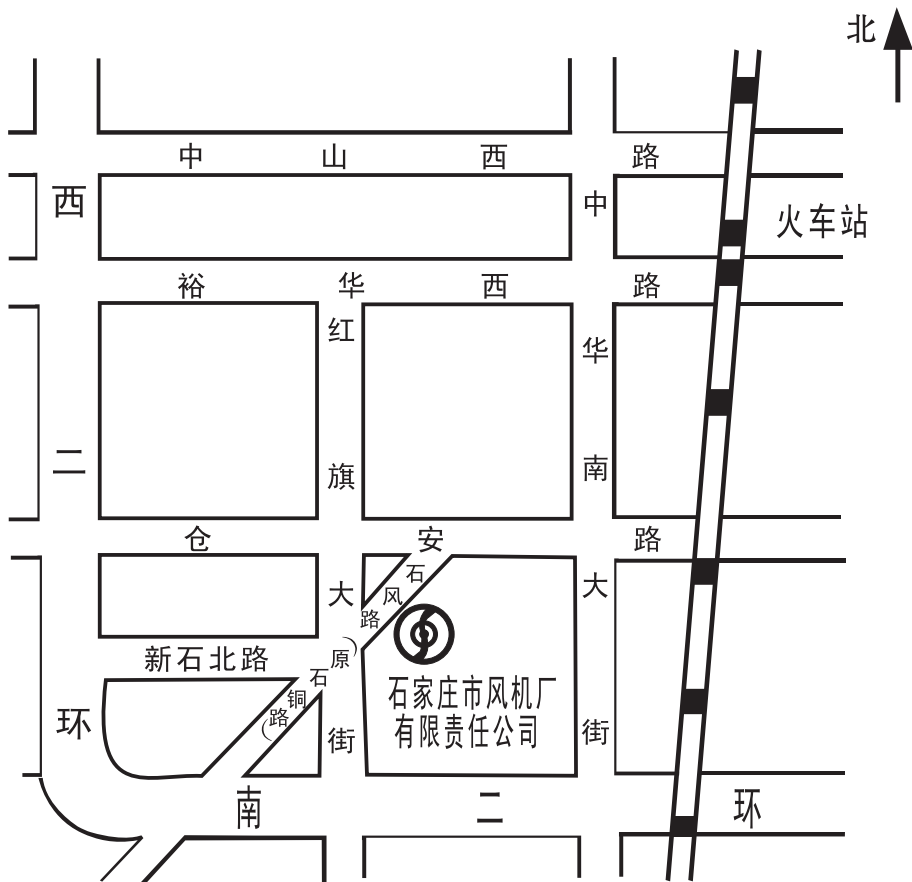 北
中山西路
火车站
裕华西路
仓安路
新石北路
石风路
(原石铜路)
石家庄市风机厂
有限责任公司
西二环
红旗大街
中华南大街
南二环